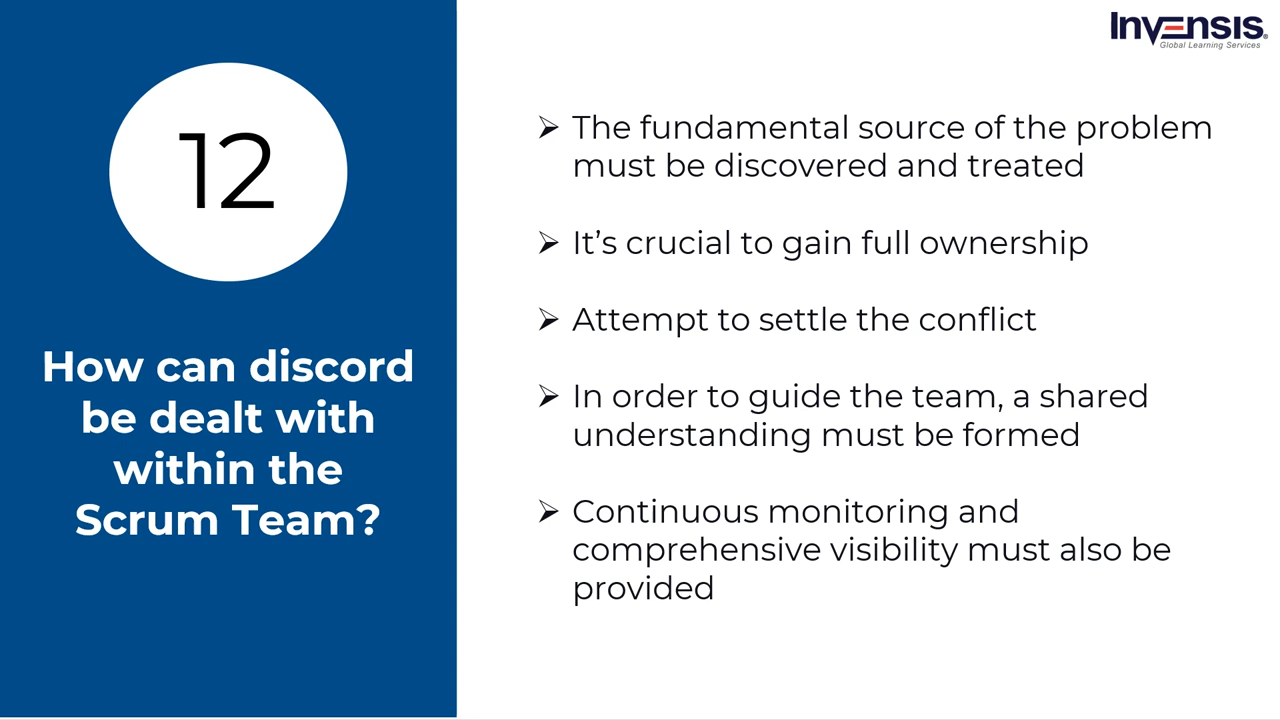 Invensis®
Global Learning Services
12
How can discord
be dealt with
within the
Scrum Team?
➢ The fundamental source of the problem
must be discovered and treated
➢ It’s crucial to gain full ownership
➢ Attempt to settle the conflict
➢ In order to guide the team, a shared
understanding must be formed
➢ Continuous monitoring and
comprehensive visibility must also be
provided